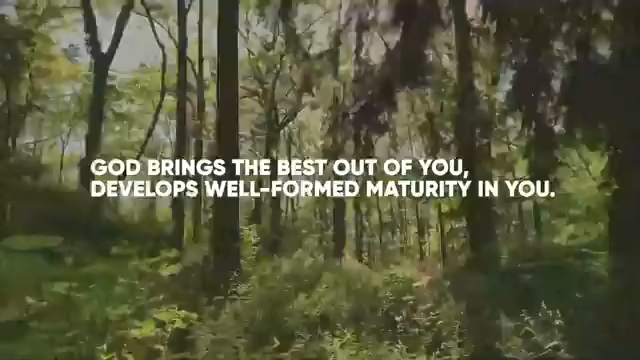 GOD BRINGS THE BEST OUT OF YOU,
DEVELOPS WELL-FORMED MATURITY IN YOU.